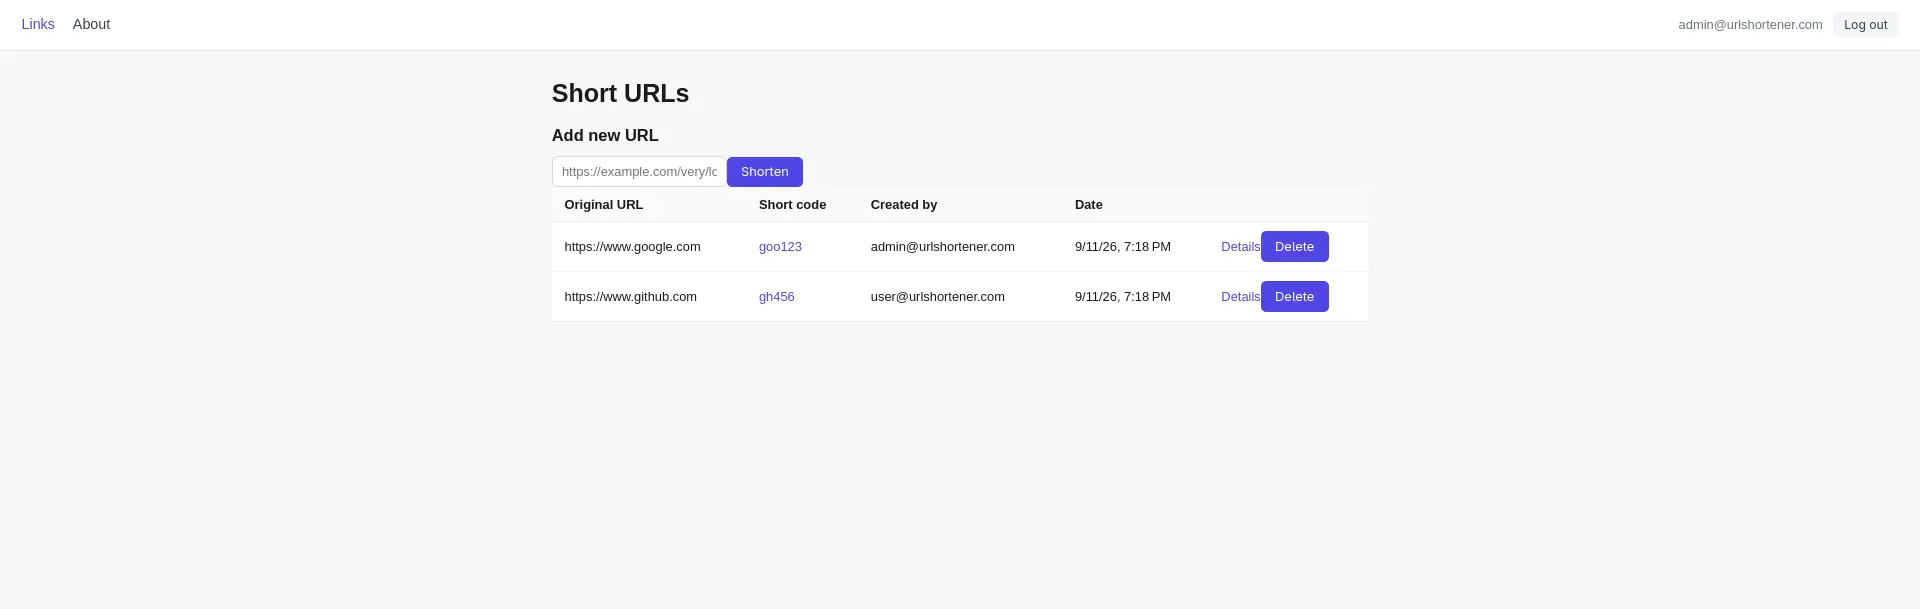 Links About admin@urlshortener.com Log out
Short URLs
Add new URL
https://example.com/very/lo Shorten
Original URL Short code Created by Date
https://www.google.com goo123 admin@urlshortener.com 9/11/26, 7:18 PM Details Delete
https://www.github.com gh456 user@urlshortener.com 9/11/26, 7:18 PM Details Delete